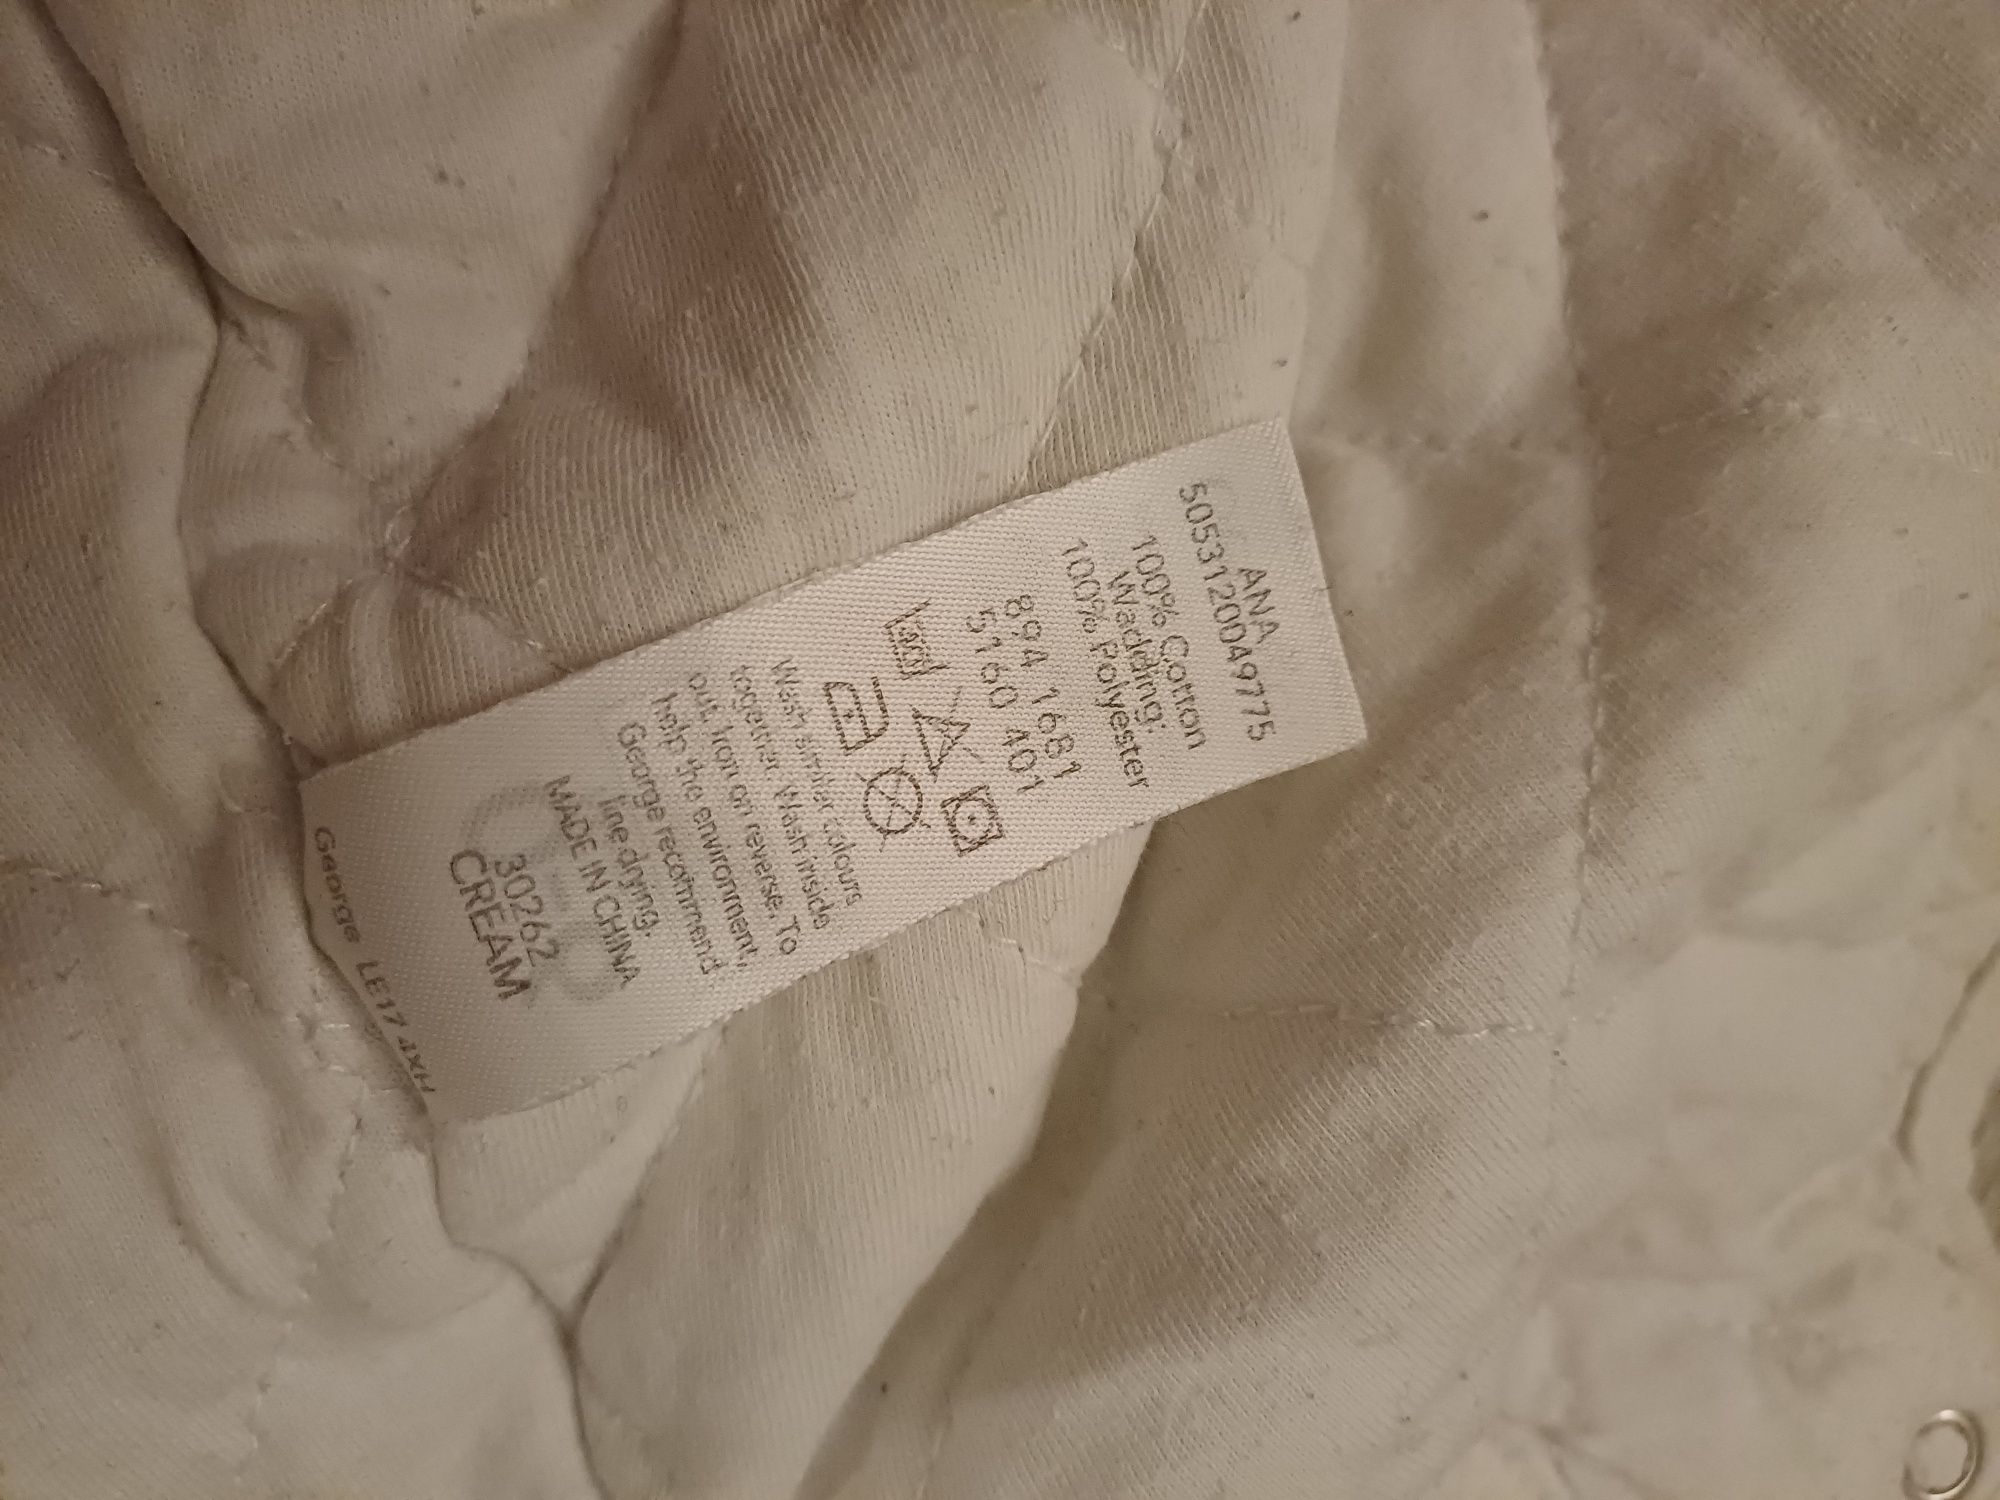 ANA
5053120049775
100% Cotton
Wadding:
100% Polyester
894 1681
5160 401
40
Wash similar colours
together. Wash inside
out. Iron on reverse. To
help the environment,
George recommend
line drying.
MADE IN CHINA
30262
CREAM
George LE17 4XH